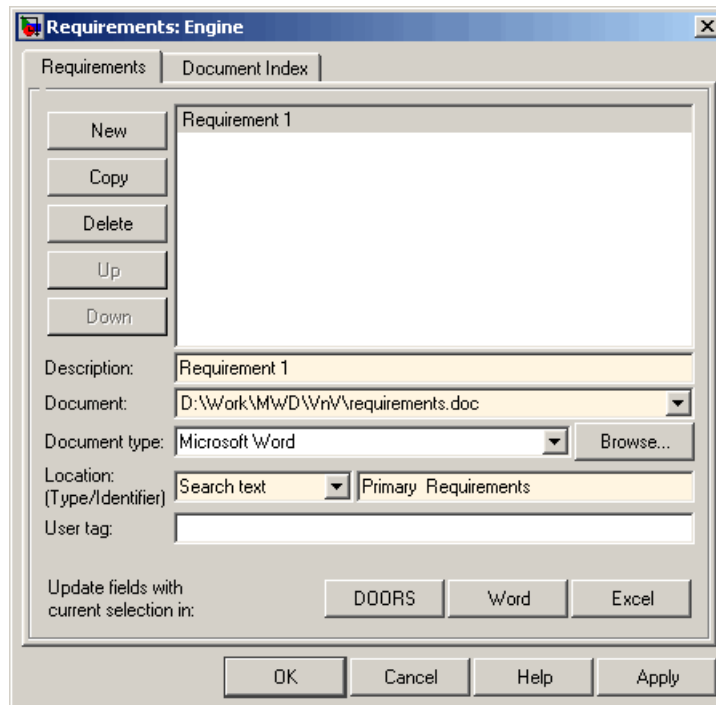 Requirements: Engine
Requirements Document Index
New
Requirement 1
Copy
Delete
Up
Down
Description: Requirement 1
Document: D:\Work\MWD\VnV\requirements.doc
Document type: Microsoft Word Browse...
Location:
(Type/Identifier) Search text Primary Requirements
User tag:
Update fields with
current selection in: DOORS Word Excel
OK Cancel Help Apply